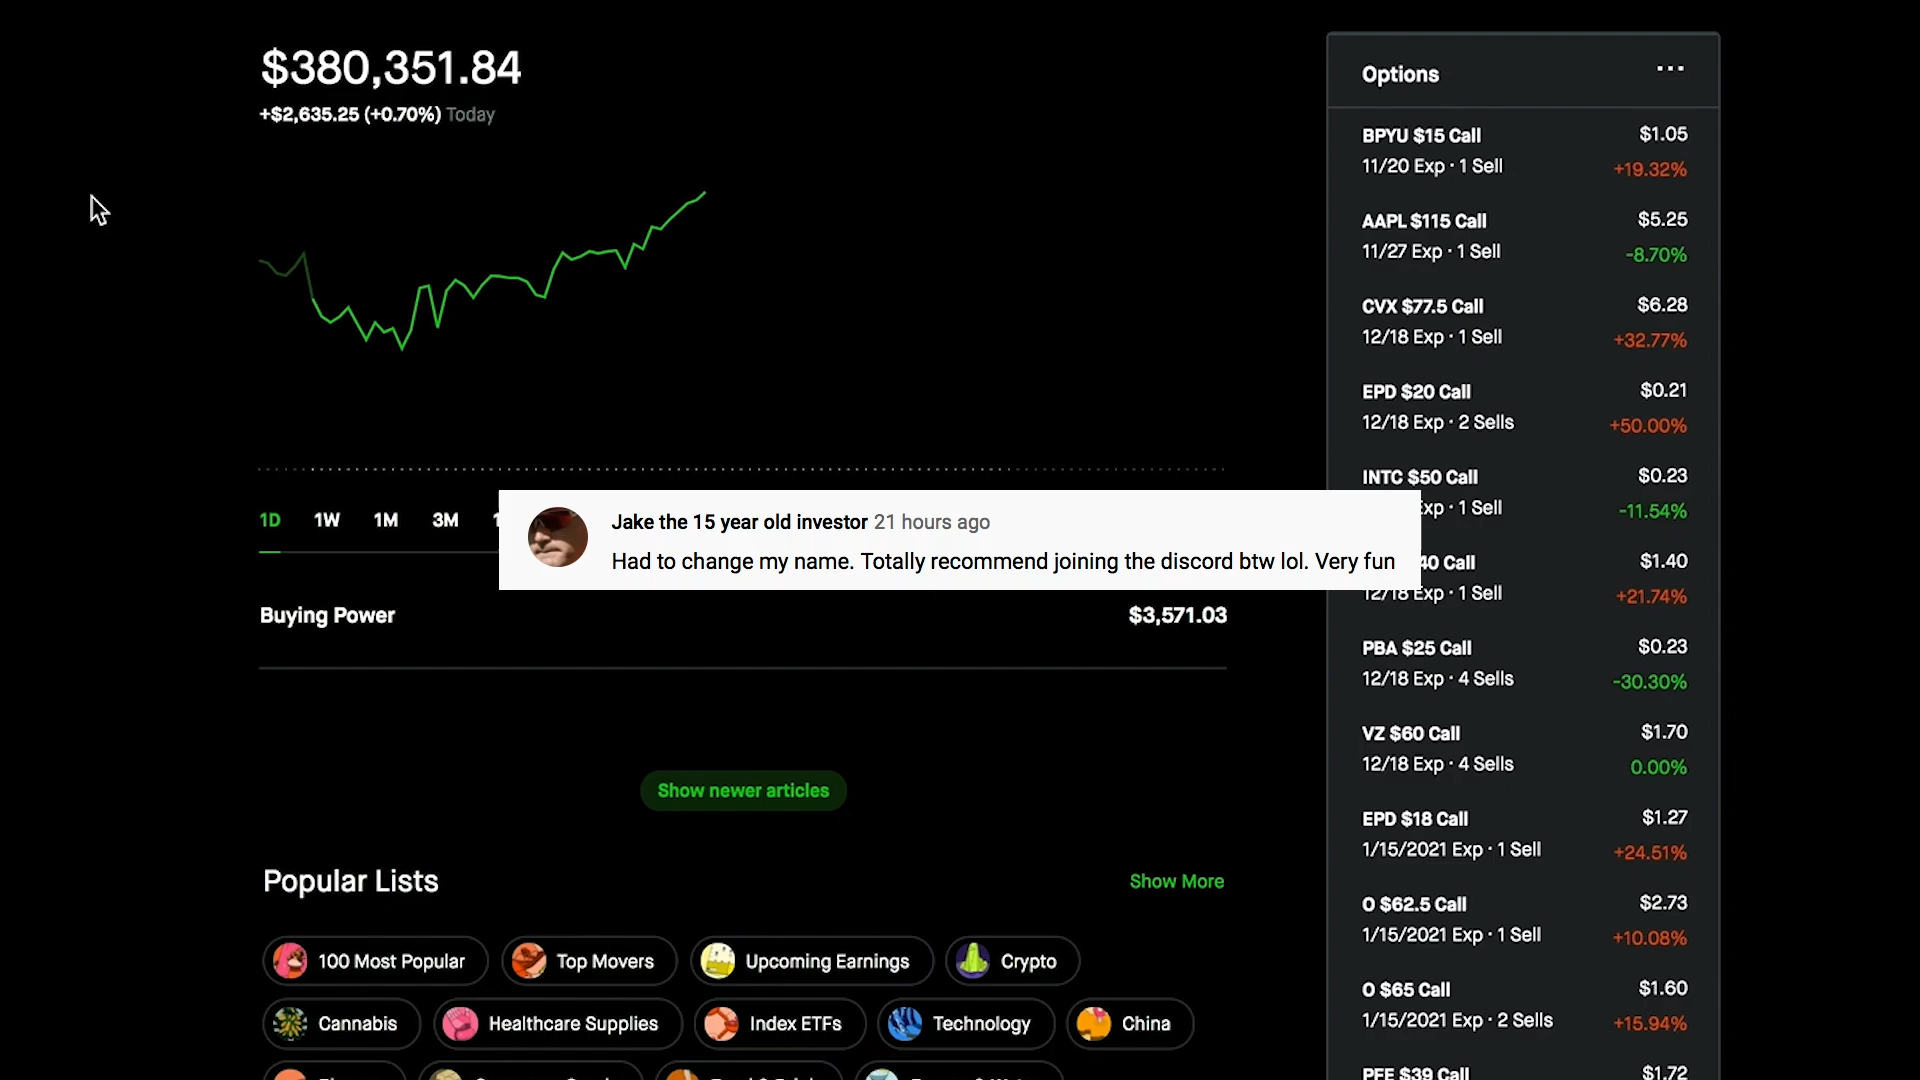 $380,351.84
+$2,635.25 (+0.70%) Today
1D 1W 1M 3M
Jake the 15 year old investor 21 hours ago
Had to change my name. Totally recommend joining the discord btw lol. Very fun
Buying Power $3,571.03
Show newer articles
Popular Lists Show More
100 Most Popular Top Movers Upcoming Earnings Crypto
Cannabis Healthcare Supplies Index ETFs Technology China
Options ...
BPYU $15 Call $1.05
11/20 Exp · 1 Sell +19.32%
AAPL $115 Call $5.25
11/27 Exp · 1 Sell -8.70%
CVX $77.5 Call $6.28
12/18 Exp · 1 Sell +32.77%
EPD $20 Call $0.21
12/18 Exp · 2 Sells +50.00%
INTC $50 Call $0.23
Exp · 1 Sell -11.54%
40 Call $1.40
12/18 Exp · 1 Sell +21.74%
PBA $25 Call $0.23
12/18 Exp · 4 Sells -30.30%
VZ $60 Call $1.70
12/18 Exp · 4 Sells 0.00%
EPD $18 Call $1.27
1/15/2021 Exp · 1 Sell +24.51%
O $62.5 Call $2.73
1/15/2021 Exp · 1 Sell +10.08%
O $65 Call $1.60
1/15/2021 Exp · 2 Sells +15.94%
PFE $39 Call $1.72